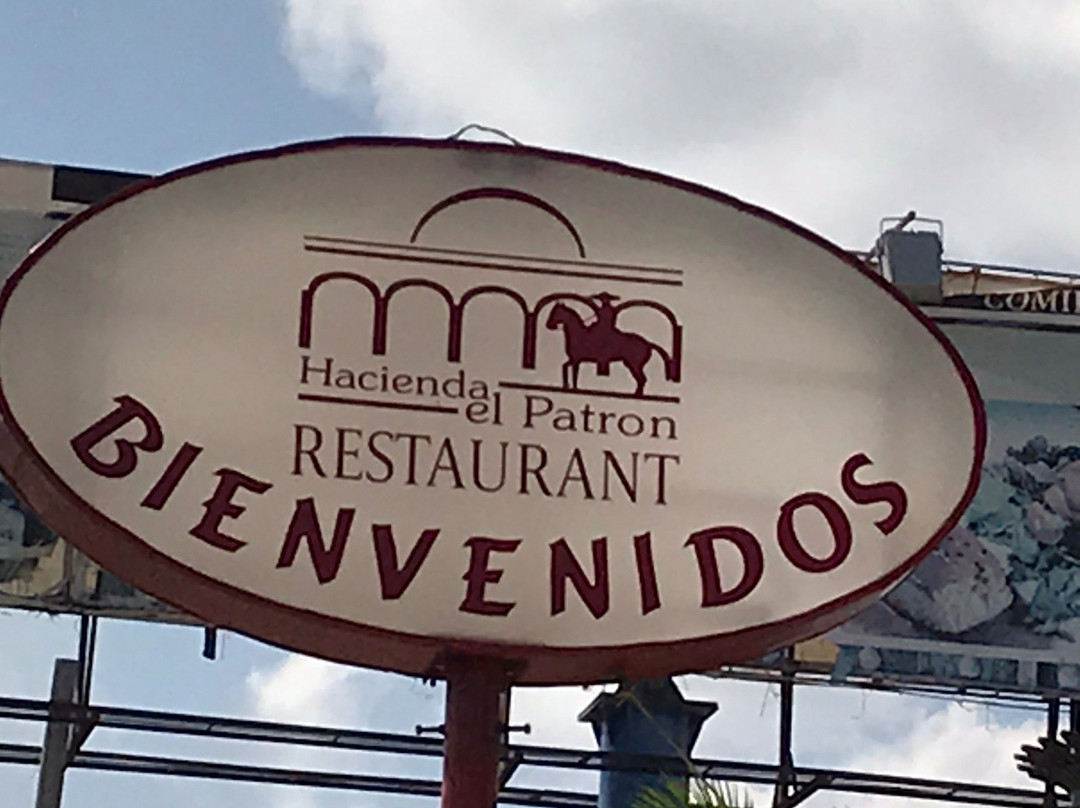 Hacienda
el Patron
RESTAURANT
BIENVENIDOS